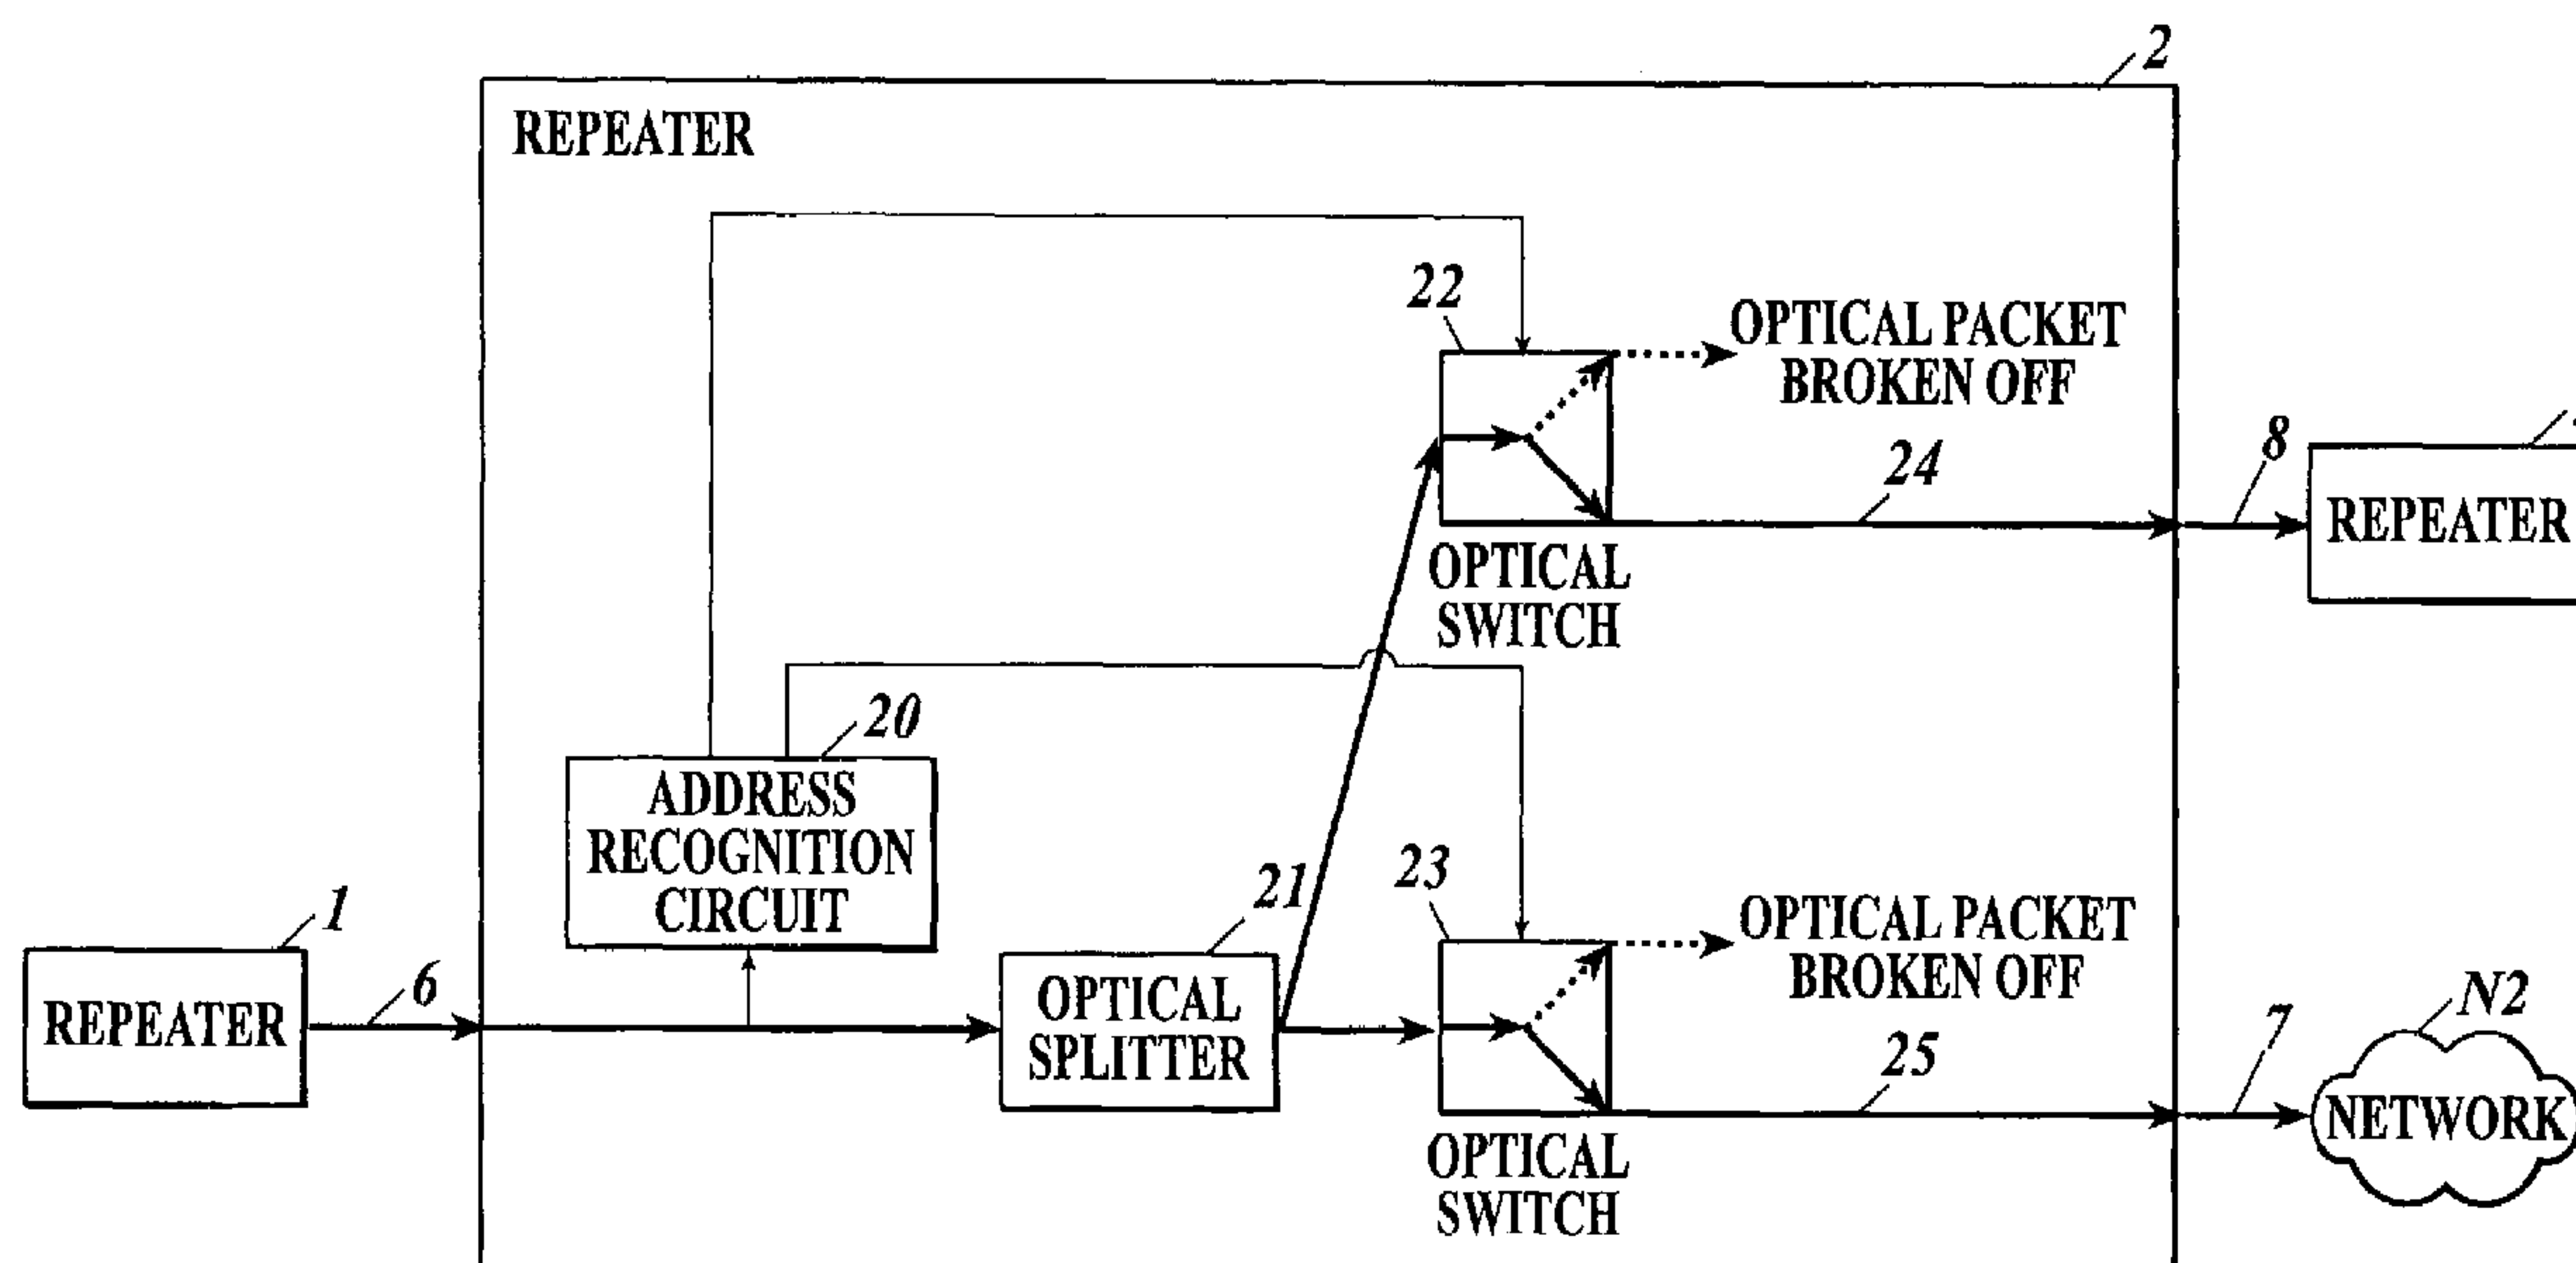 2
REPEATER
22
OPTICAL PACKET
BROKEN OFF
24
8
REPEATER
OPTICAL
SWITCH
20
ADDRESS
RECOGNITION
CIRCUIT
21
23
OPTICAL PACKET
BROKEN OFF
1
REPEATER
6
OPTICAL
SPLITTER
25
7
N2
NETWORK
OPTICAL
SWITCH